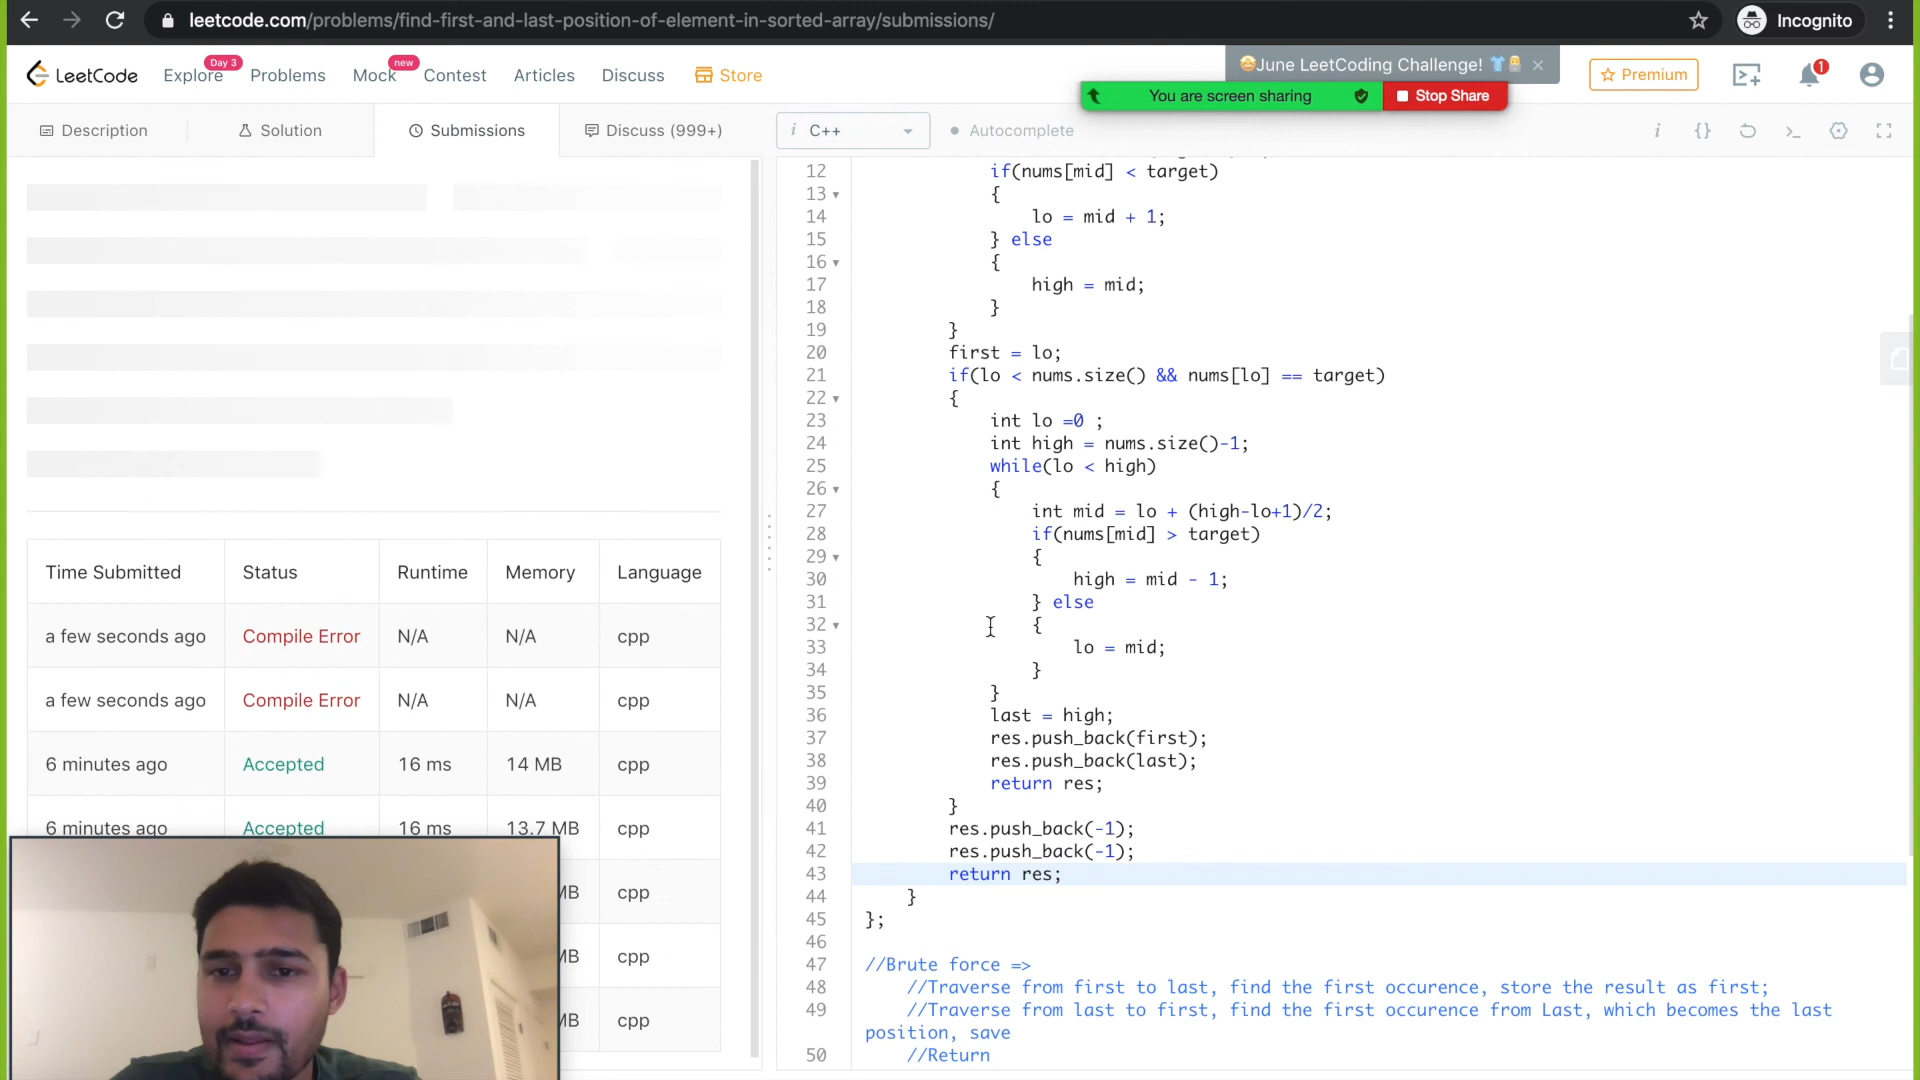 leetcode.com/problems/find-first-and-last-position-of-element-in-sorted-array/submissions/
Incognito
LeetCode
Explore
Day 3
Problems
Mock
new
Contest
Articles
Discuss
Store
🤩June LeetCoding Challenge!
Premium
1
You are screen sharing
Stop Share
Description
Solution
Submissions
Discuss (999+)
i C++
Autocomplete
i {}
12 if(nums[mid] < target)
13 {
14 lo = mid + 1;
15 } else
16 {
17 high = mid;
18 }
19 }
20 first = lo;
21 if(lo < nums.size() && nums[lo] == target)
22 {
23 int lo =0 ;
24 int high = nums.size()-1;
25 while(lo < high)
26 {
27 int mid = lo + (high-lo+1)/2;
28 if(nums[mid] > target)
29 {
30 high = mid - 1;
31 } else
32 {
33 lo = mid;
34 }
35 }
36 last = high;
37 res.push_back(first);
38 res.push_back(last);
39 return res;
40 }
41 res.push_back(-1);
42 res.push_back(-1);
43 return res;
44 }
45 };
46
47 //Brute force =>
48 //Traverse from first to last, find the first occurence, store the result as first;
49 //Traverse from last to first, find the first occurence from Last, which becomes the last
position, save
50 //Return
Time Submitted Status Runtime Memory Language
a few seconds ago Compile Error N/A N/A cpp
a few seconds ago Compile Error N/A N/A cpp
6 minutes ago Accepted 16 ms 14 MB cpp
6 minutes ago Accepted 16 ms 13.7 MB cpp
MB cpp
MB cpp
MB cpp